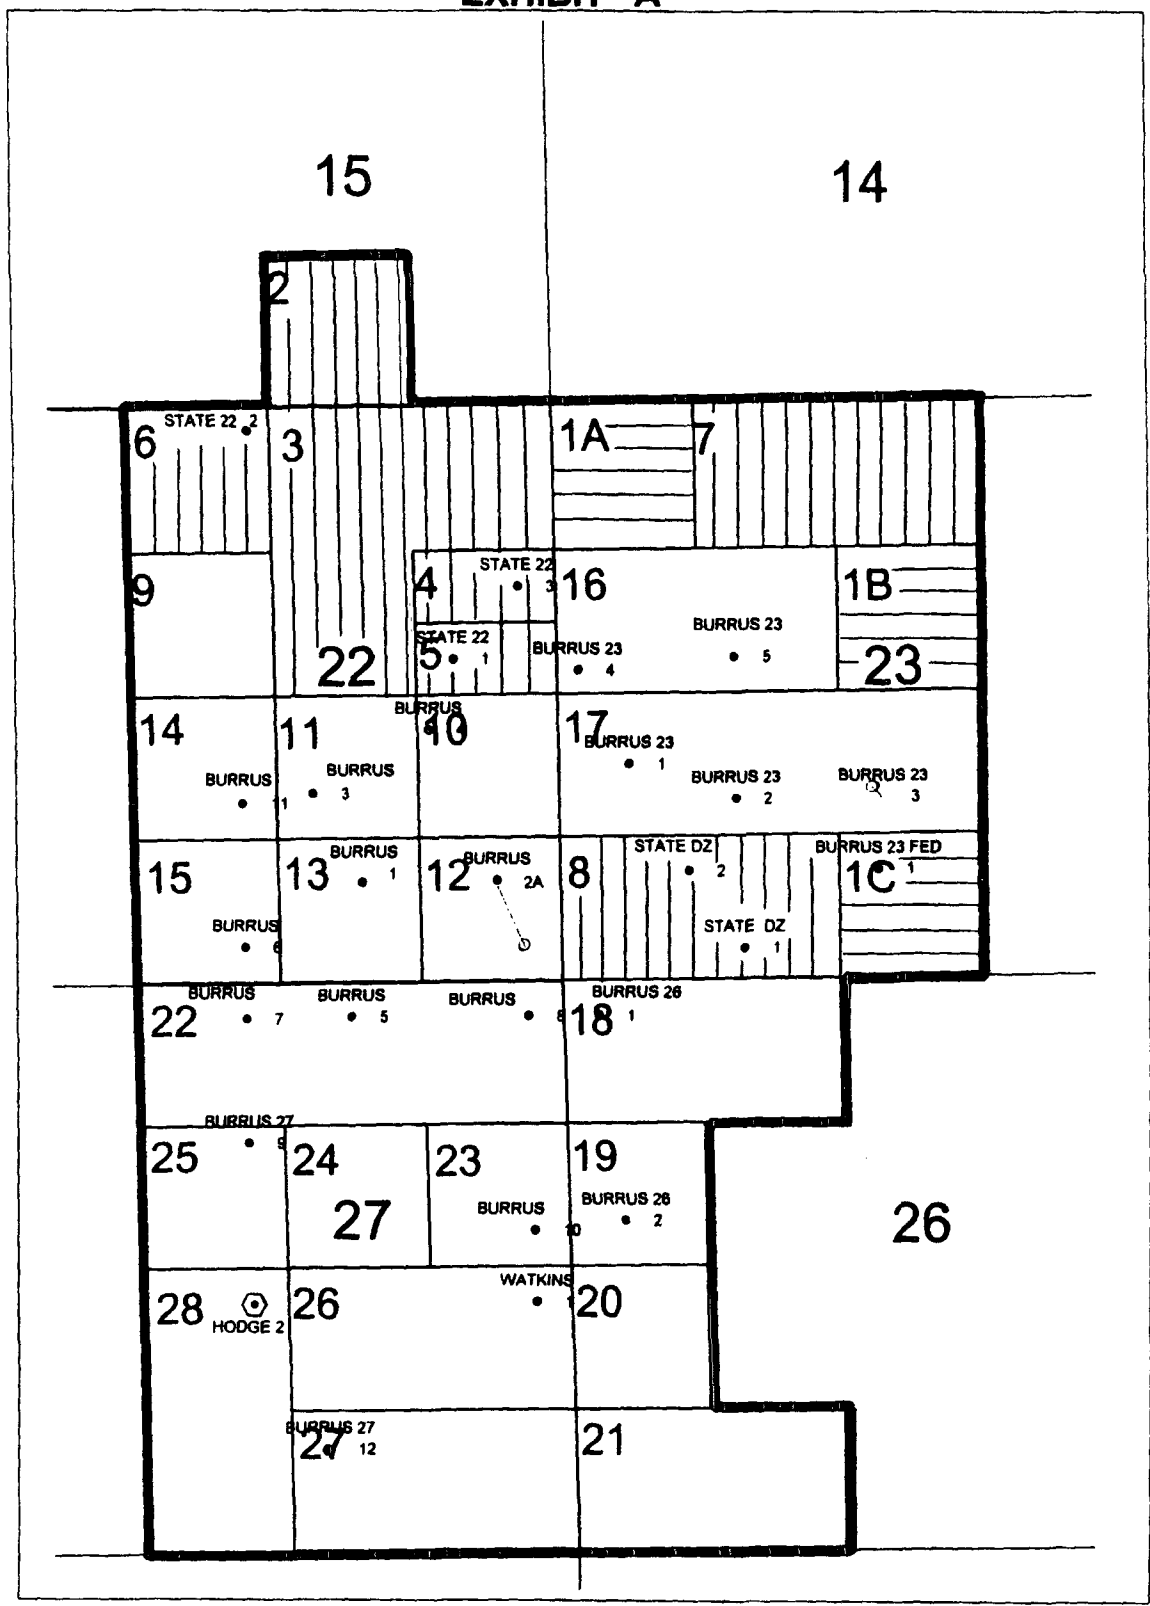 EXHIBIT "A"
15
14
2
STATE 22 2
6
3
1A
7
STATE 22
3
9
4
16
1B
BURRUS 23
5
STATE 22
1
5
BURRUS 23
4
22
23
BURRUS
10
14
11
17
BURRUS 23
1
BURRUS
11
BURRUS
3
BURRUS 23
2
BURRUS 23
3
BURRUS
1
BURRUS
2A
STATE DZ
2
BURRUS 23 FED
1
15
13
12
8
1C
BURRUS
6
STATE DZ
1
BURRUS
7
BURRUS
5
BURRUS
8
BURRUS 26
1
22
18
BURRUS 27
9
25
24
23
19
27
BURRUS
10
BURRUS 26
2
26
WATKINS
1
28
HODGE 2
26
20
BURRUS 27
12
27
21